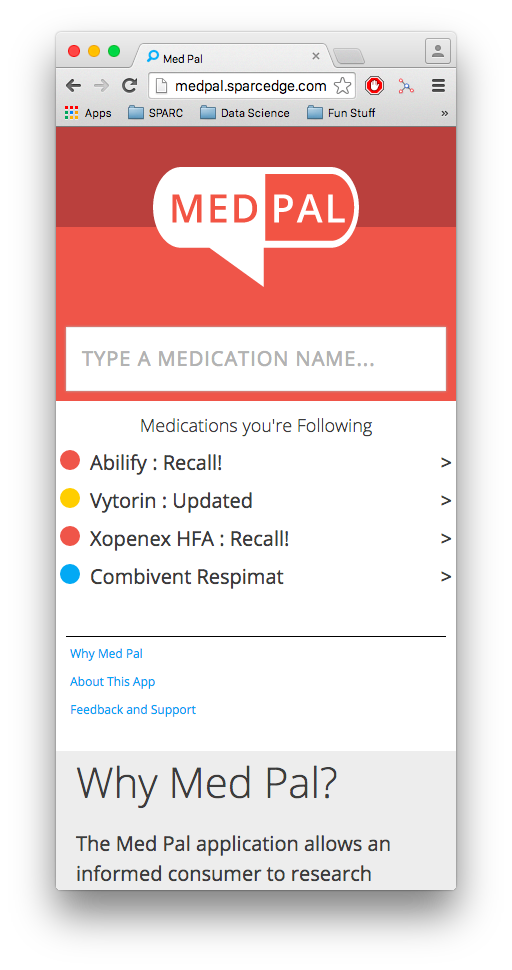 Med Pal
medpal.sparcedge.com
Apps SPARC Data Science Fun Stuff »
MED PAL
TYPE A MEDICATION NAME...
Medications you're Following
Abilify : Recall! >
Vytorin : Updated >
Xopenex HFA : Recall! >
Combivent Respimat >
Why Med Pal
About This App
Feedback and Support
Why Med Pal?
The Med Pal application allows an
informed consumer to research